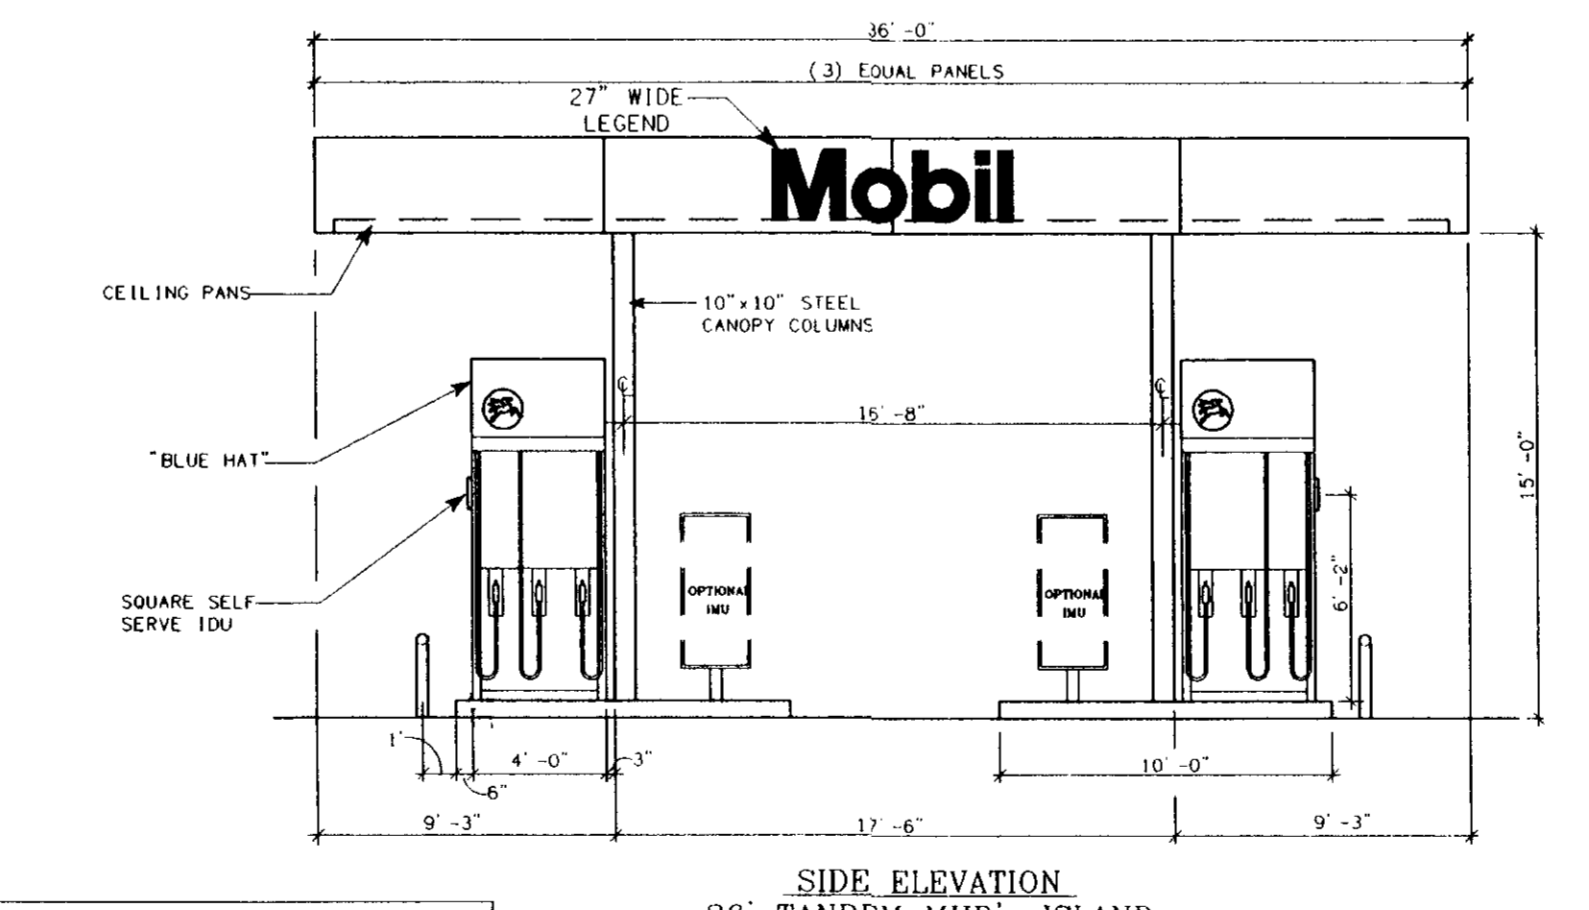 36'-0"
(3) EQUAL PANELS
27" WIDE
LEGEND
Mobil
CEILING PANS
10"x10" STEEL
CANOPY COLUMNS
℄
℄
16'-8"
"BLUE HAT"
15'-0"
SQUARE SELF
SERVE IDU
OPTIONAL
IMU
OPTIONAL
IMU
6'-2"
1'
4'-0"
3"
6"
10'-0"
9'-3"
17'-6"
9'-3"
SIDE ELEVATION
TANDEM
ISLAND